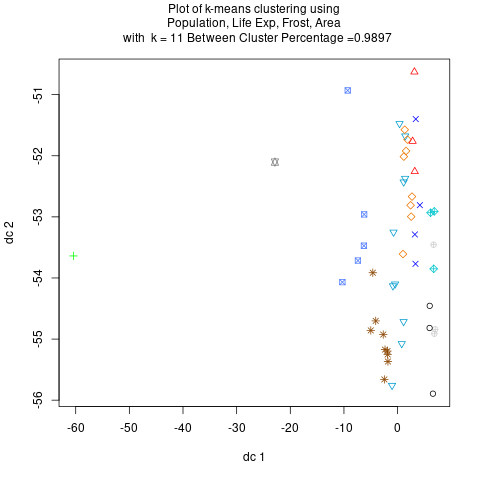 Plot of k-means clustering using
Population, Life Exp, Frost, Area
with k = 11 Between Cluster Percentage =0.9897
-51
-52
-53
-54
-55
-56
dc 2
-60 -50 -40 -30 -20 -10 0
dc 1